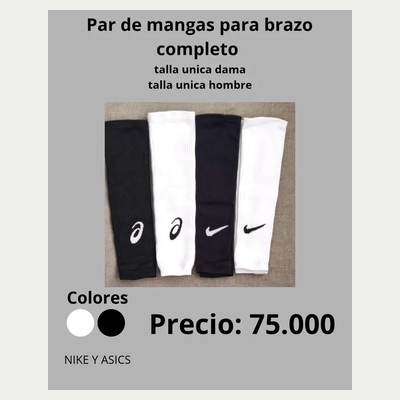 Par de mangas para brazo
completo
talla unica dama
talla unica hombre
Colores
Precio: 75.000
NIKE Y ASICS